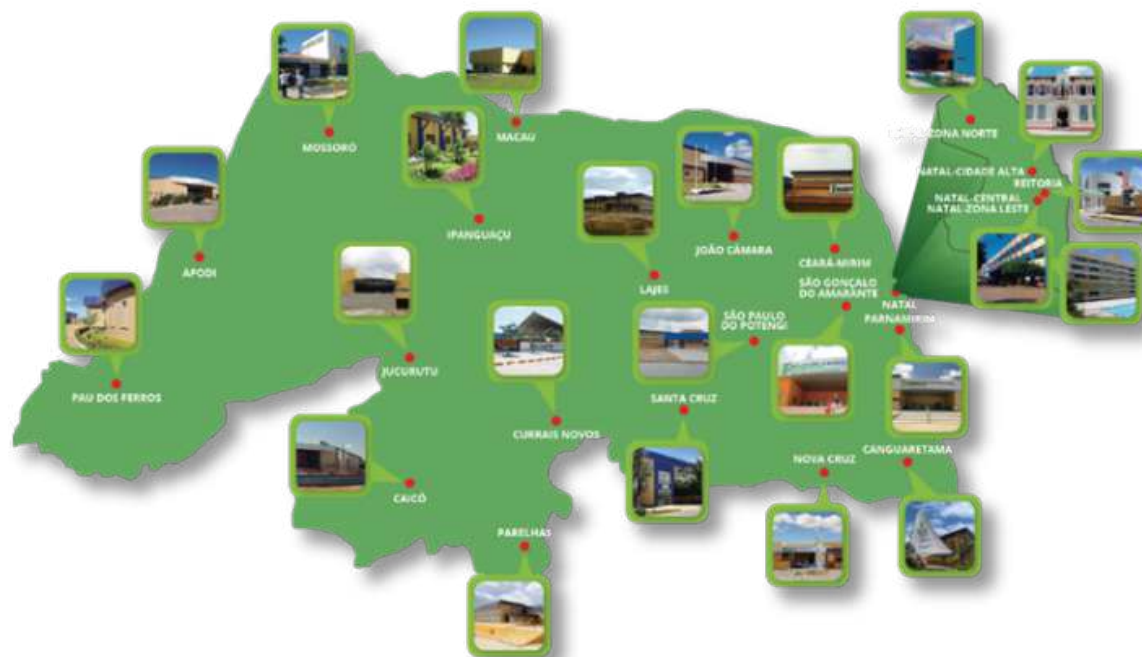 MOSSORÓ
MACAU
ZONA NORTE
NATAL-CIDADE ALTA
REITORIA
NATAL-CENTRAL
NATAL-ZONA LESTE
IPANGUAÇU
APODI
JOÃO CÂMARA
CEARÁ-MIRIM
LAJES
SÃO GONÇALO
DO AMARANTE
NATAL
PARNAMIRIM
SÃO PAULO
DO POTENGI
JUCURUTU
PAU DOS FERROS
SANTA CRUZ
CURRAIS NOVOS
CANGUARETAMA
NOVA CRUZ
CAICÓ
PARELHAS